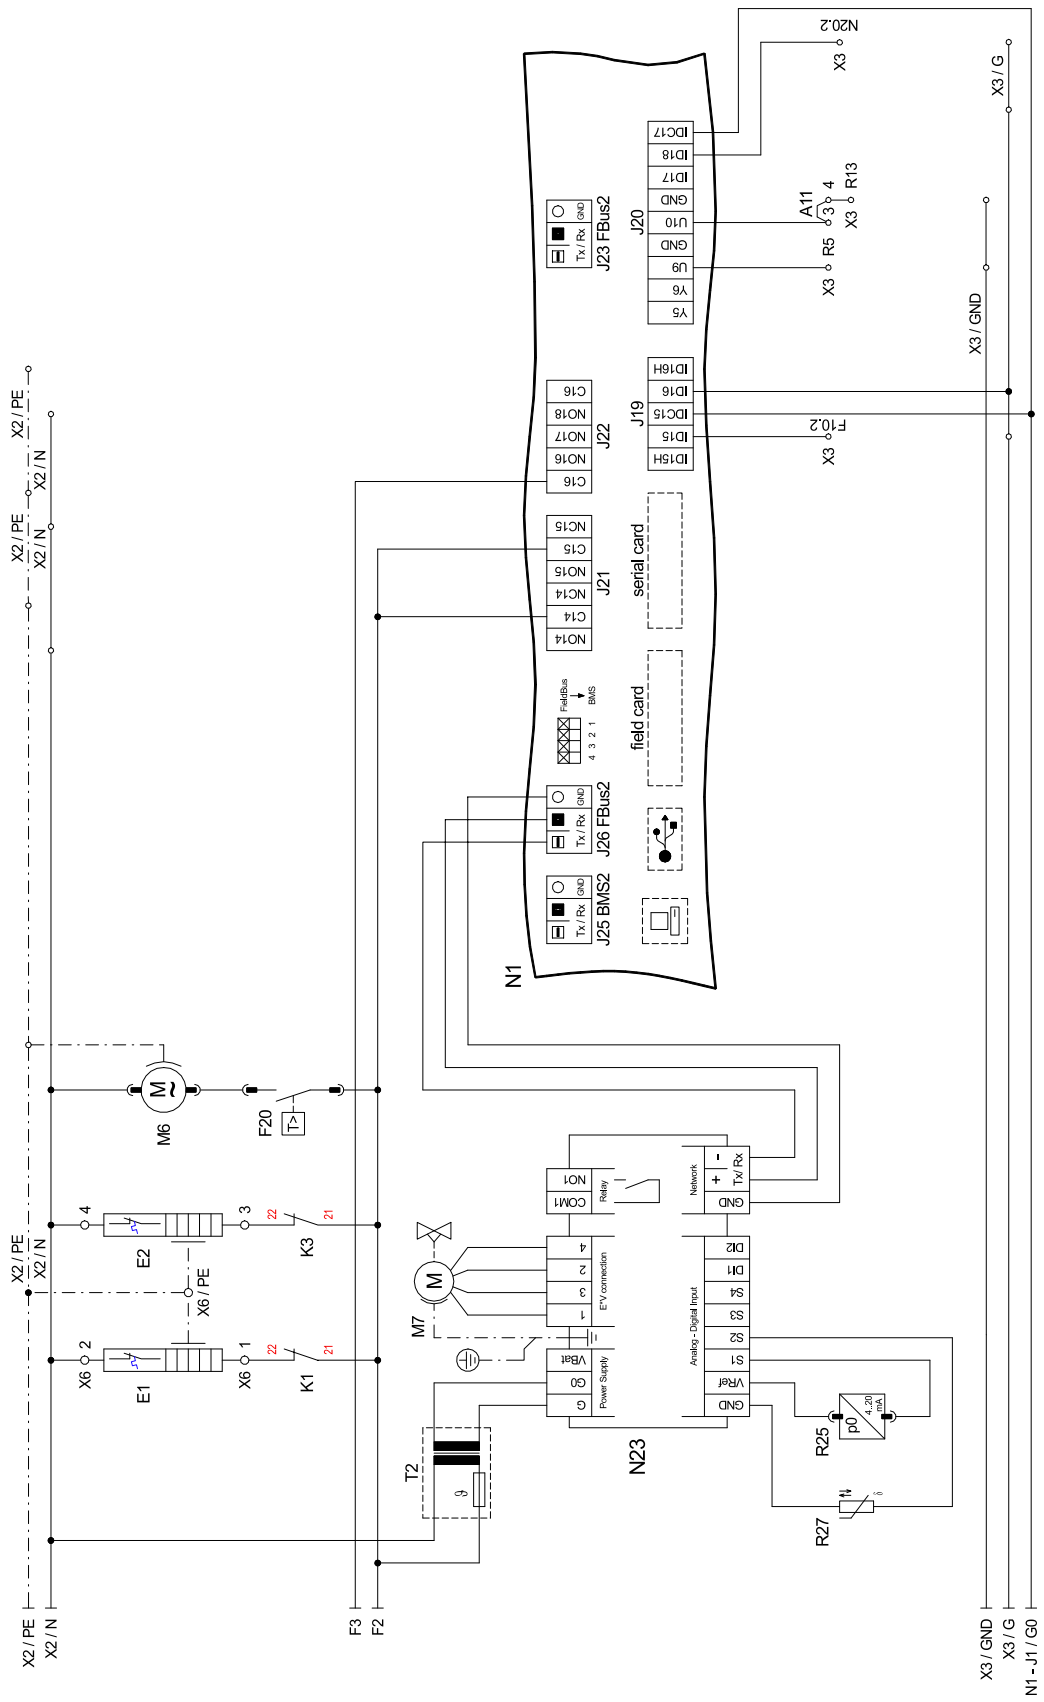 X2 / PE
X2 / N
X2 / PE
X2 / N
X2 / PE
X2 / N
X2 / PE
X2 / N
X6 2
E1
X6 1
22
21
K1
X6 / PE
4
E2
3
22
21
K3
M
~
M6
F20
T>
F3
F2
T2
ϑ
M7
M
G
G0
VBat
Power Supply
1
3
2
4
E*V connection
COM1
NO1
Relay
N23
GND
VRef
S1
S2
S3
S4
DI1
DI2
Analog - Digital Input
GND
+
-
Tx/ Rx
Network
R27
ϑ
R25
p0
4..20
mA
N1
Tx / Rx
GND
J25 BMS2
Tx / Rx
GND
J26 FBus2
4 3 2 1
FieldBus
BMS
NO14
C14
NC14
NO15
C15
NC15
J21
C16
NO16
NO17
NO18
C16
J22
Tx / Rx
GND
J23 FBus2
field card
serial card
ID15H
ID15
IDC15
ID16
ID16H
J19
Y5
Y6
U9
GND
U10
GND
ID17
ID18
IDC17
J20
X3
F10.2
X3
R5
A11
3
4
X3
R13
X3
N20.2
X3 / GND
X3 / G
X3 / GND
X3 / G
N1 - J1 / G0